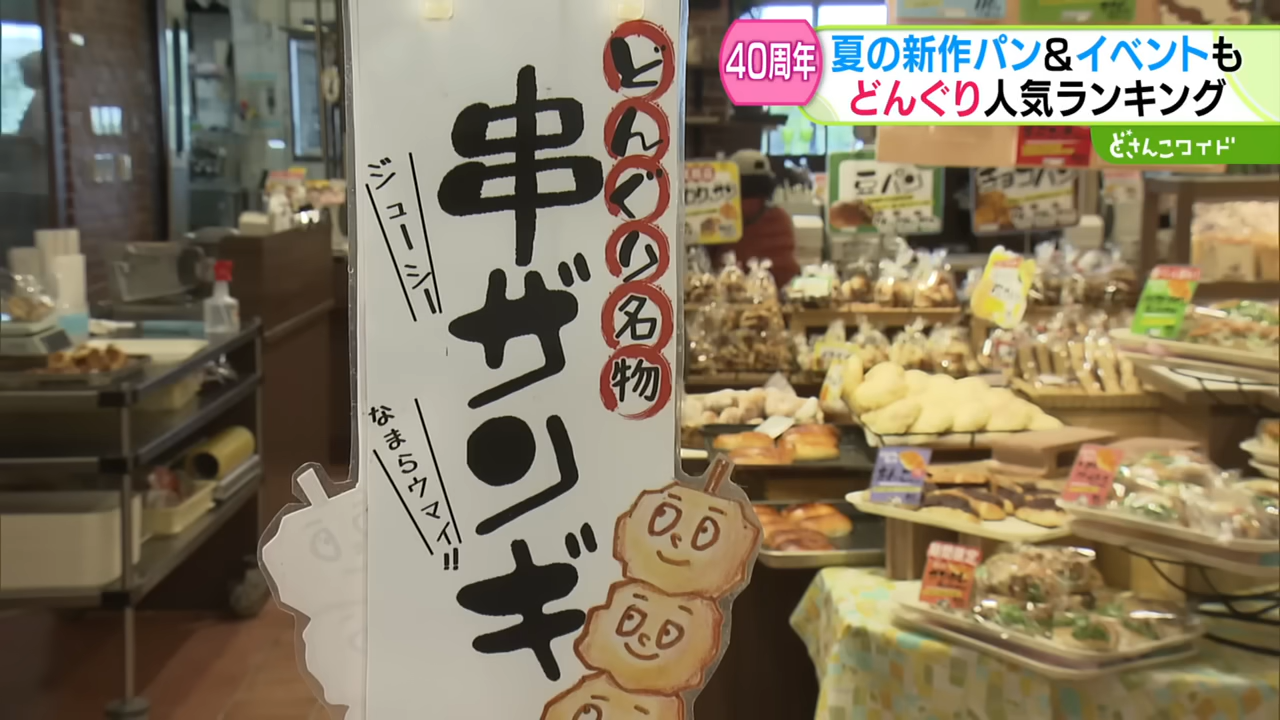 40周年
夏の新作パン&イベントも
どんぐり人気ランキング
どさんこワイド
どんぐり名物
串ザンギ
ジューシー
なまらウマイ!!
豆パン
チョコパン